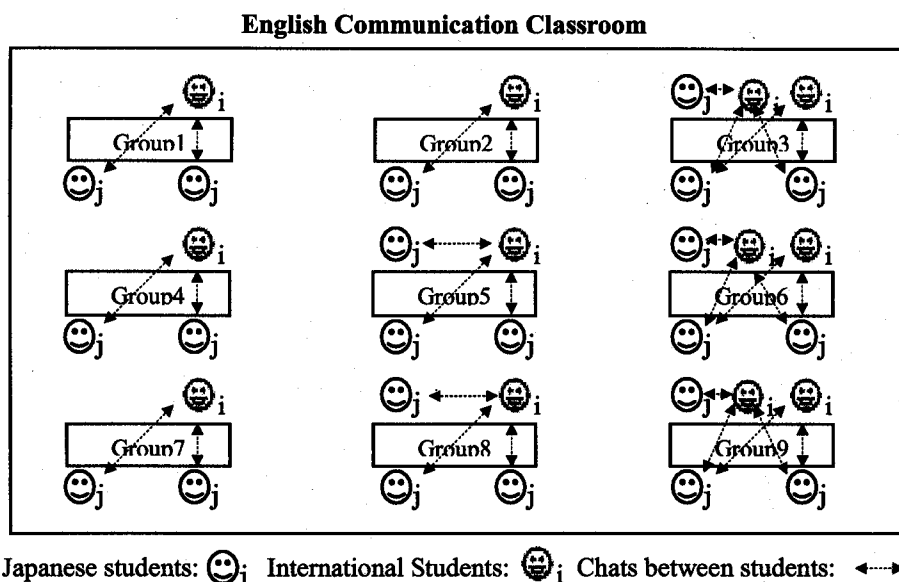 English Communication Classroom
i i j i i
Group1 Group2 Group3
j j j j j j
i j i j i i
Group4 Group5 Group6
j j j j j j
i j i j i i
Group7 Group8 Group9
j j j j j j
Japanese students: j International Students: i Chats between students: